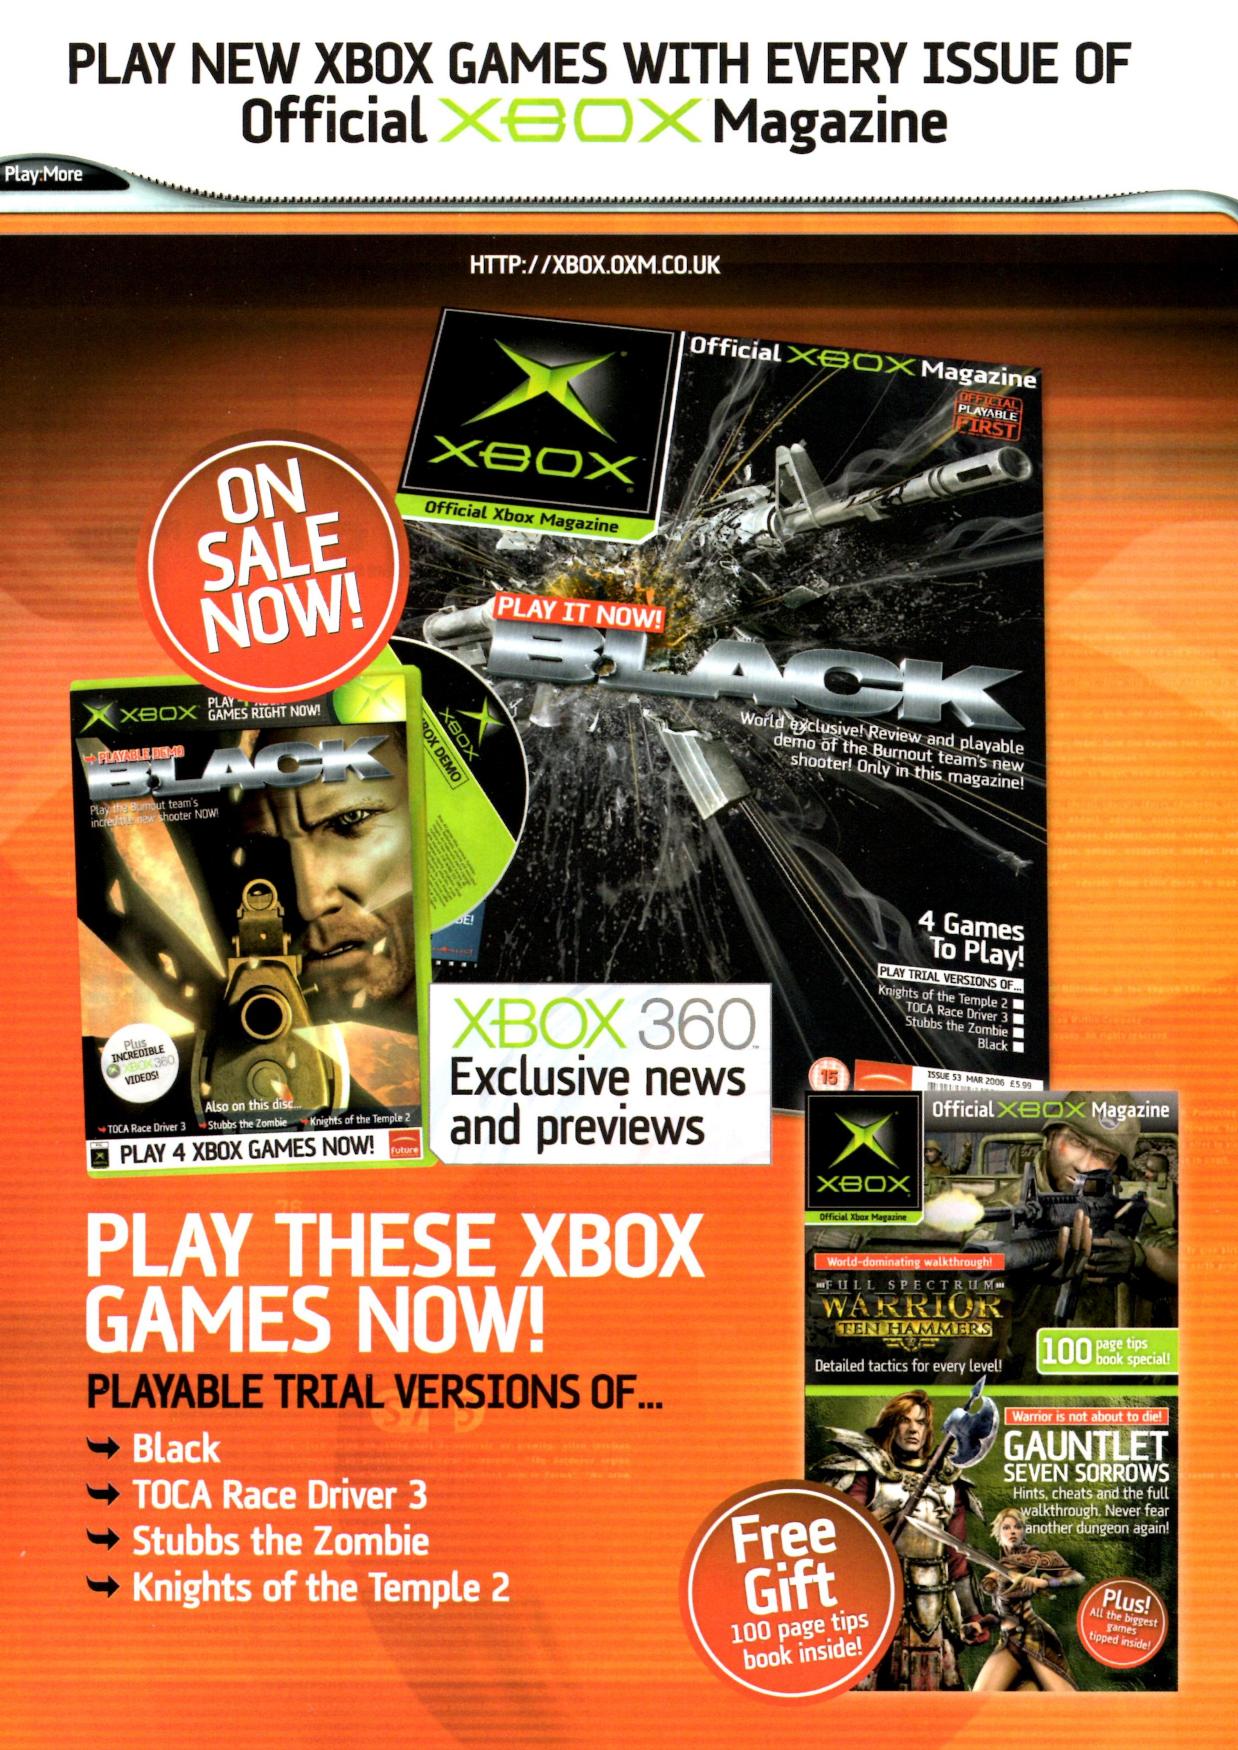 PLAY NEW XBOX GAMES WITH EVERY ISSUE OF
Official XBOX Magazine
Play:More
HTTP://XBOX.OXM.CO.UK
Official XBOX Magazine
OFFICIAL
PLAYABLE
FIRST
XBOX
Official Xbox Magazine
ON
SALE
NOW!
PLAY IT NOW!
BLACK
World exclusive! Review and playable
demo of the Burnout team's new
shooter! Only in this magazine!
XBOX
PLAY 4 XBOX
GAMES RIGHT NOW!
PLAYABLE DEMO
BLACK
Play the Burnout team's
incredible new shooter NOW!
XBOX
XBOX DEMO
4 Games
To Play!
PLAY TRIAL VERSIONS OF...
Knights of the Temple 2
TOCA Race Driver 3
Stubbs the Zombie
Black
15
ISSUE 53 MAR 2006 £5.99
Plus
INCREDIBLE
XBOX 360
VIDEOS!
Also on this disc...
TOCA Race Driver 3
Stubbs the Zombie
Knights of the Temple 2
PLAY 4 XBOX GAMES NOW!
future
XBOX 360
Exclusive news
and previews
Official XBOX Magazine
XBOX
Official Xbox Magazine
World-dominating walkthrough!
FULL SPECTRUM
WARRIOR
TEN HAMMERS
Detailed tactics for every level!
100 page tips
book special!
Warrior is not about to die!
GAUNTLET
SEVEN SORROWS
Hints, cheats and the full
walkthrough. Never fear
another dungeon again!
Plus!
All the biggest
games
tipped inside!
Free
Gift
100 page tips
book inside!
PLAY THESE XBOX
GAMES NOW!
PLAYABLE TRIAL VERSIONS OF...
Black
TOCA Race Driver 3
Stubbs the Zombie
Knights of the Temple 2